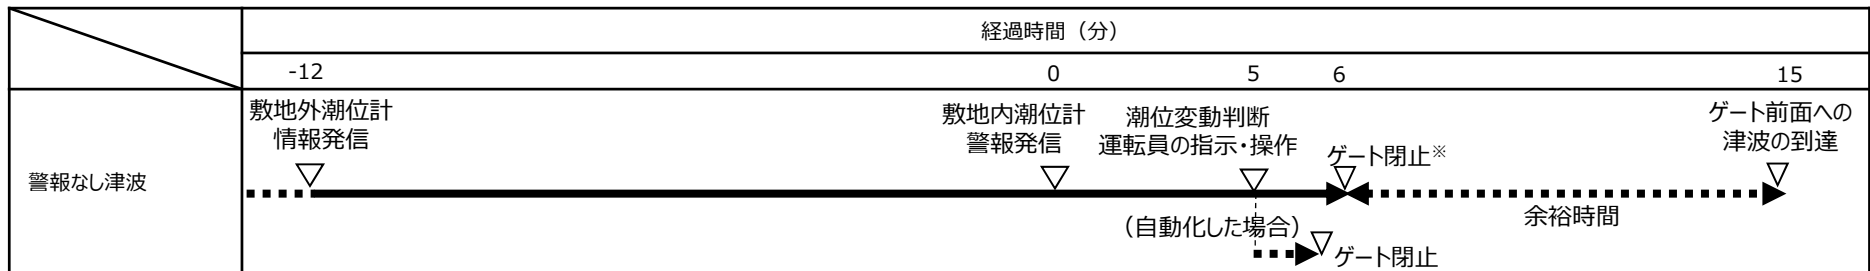 経過時間（分）
-12
0
5
6
15
警報なし津波
敷地外潮位計
情報発信
敷地内潮位計
警報発信
潮位変動判断
運転員の指示・操作
ゲート閉止※
ゲート前面への
津波の到達
余裕時間
（自動化した場合）
ゲート閉止